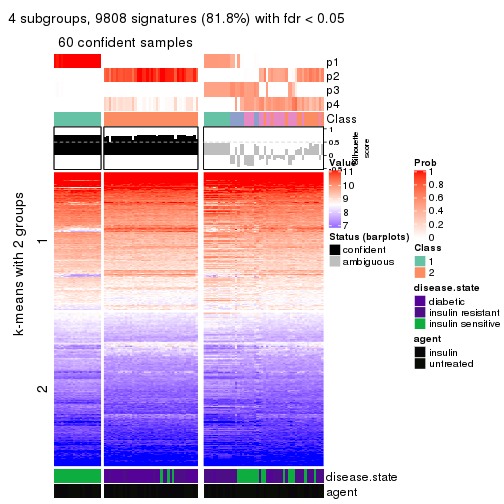 4 subgroups, 9808 signatures (81.8%) with fdr < 0.05
60 confident samples
p1
p2
p3
p4
Class
1
0.5
0
-0.5
Silhouette
score
k-means with 2 groups
1
2
disease.state
agent
Value
11
10
9
8
7
Status (barplots)
confident
ambiguous
Prob
1
0.8
0.6
0.4
0.2
0
Class
1
2
disease.state
diabetic
insulin resistant
insulin sensitive
agent
insulin
untreated